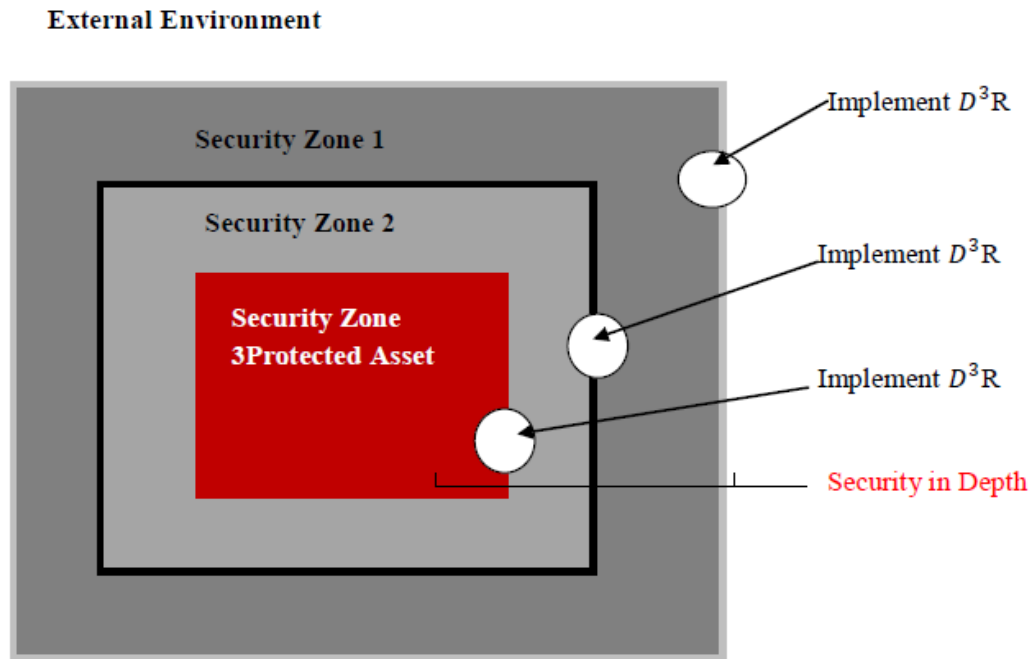 External Environment
Implement D³R
Security Zone 1
Security Zone 2
Implement D³R
Security Zone
3Protected Asset
Implement D³R
Security in Depth